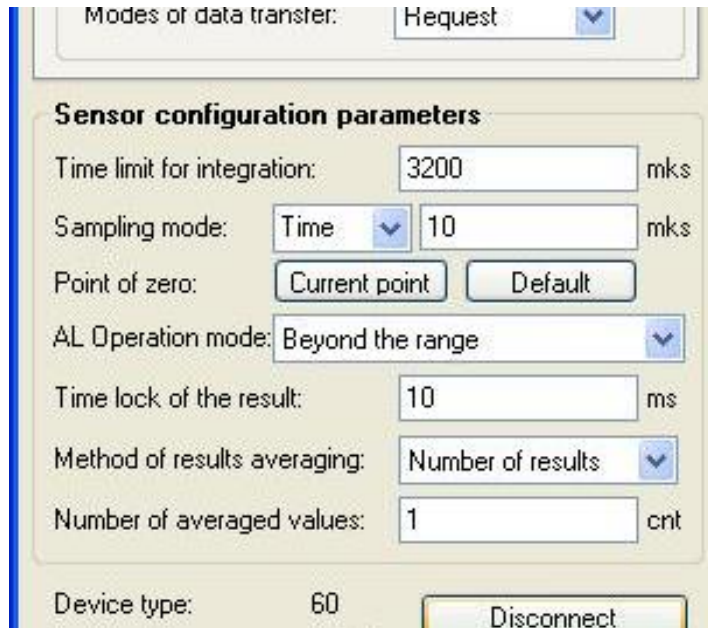 Modes of data transfer: Request
Sensor configuration parameters
Time limit for integration: 3200 mks
Sampling mode: Time 10 mks
Point of zero: Current point Default
AL Operation mode: Beyond the range
Time lock of the result: 10 ms
Method of results averaging: Number of results
Number of averaged values: 1 cnt
Device type: 60 Disconnect